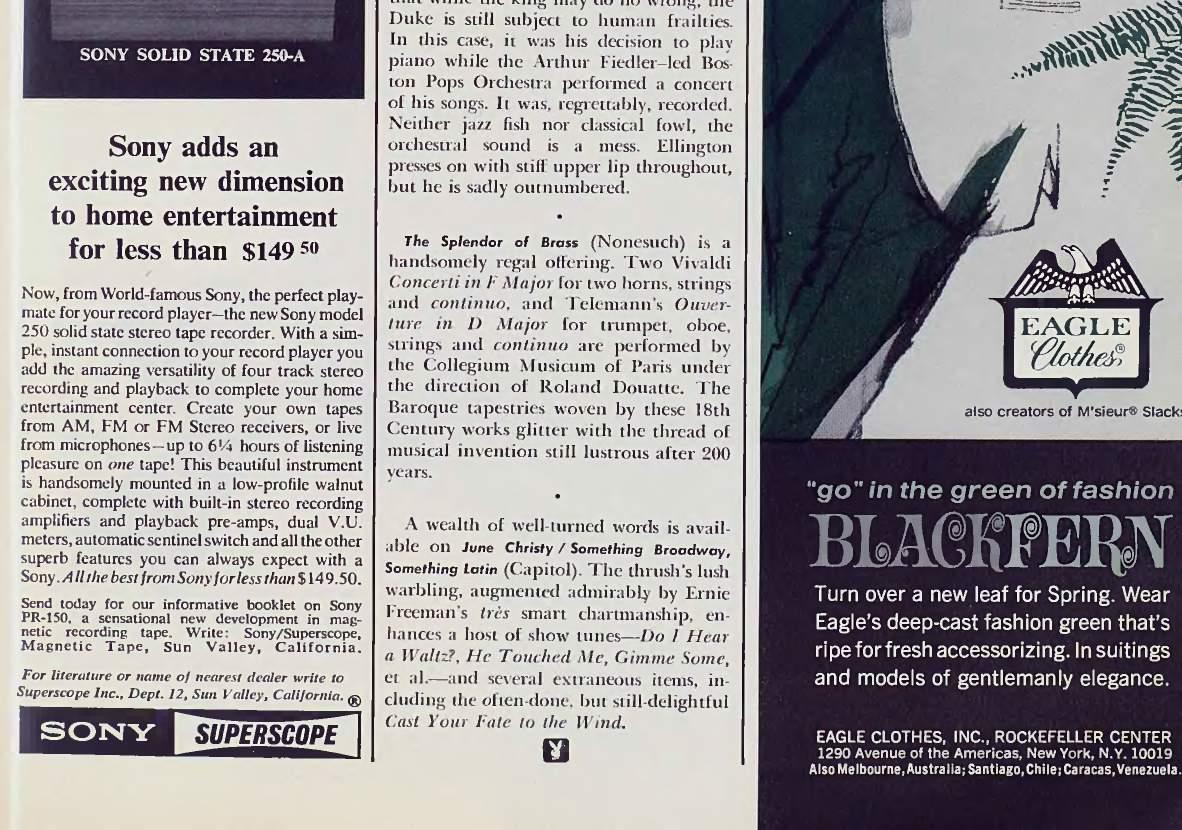 SONY SOLID STATE 250-A
Sony adds an
exciting new dimension
to home entertainment
for less than $149 50
Now, from World-famous Sony, the perfect play-
mate for your record player—the new Sony model
250 solid state stereo tape recorder. With a sim-
ple, instant connection to your record player you
add the amazing versatility of four track stereo
recording and playback to complete your home
entertainment center. Create your own tapes
from AM, FM or FM Stereo receivers, or live
from microphones—up to 6¼ hours of listening
pleasure on one tape! This beautiful instrument
is handsomely mounted in a low-profile walnut
cabinet, complete with built-in stereo recording
amplifiers and playback pre-amps, dual V.U.
meters, automatic sentinel switch and all the other
superb features you can always expect with a
Sony. All the best from Sony for less than $149.50.
Send today for our informative booklet on Sony
PR-150, a sensational new development in mag-
netic recording tape. Write: Sony/Superscope,
Magnetic Tape, Sun Valley, California.
For literature or name of nearest dealer write to
Superscope Inc., Dept. 12, Sun Valley, California. ®
SONY SUPERSCOPE
that while the king may do no wrong, the
Duke is still subject to human frailties.
In this case, it was his decision to play
piano while the Arthur Fiedler–led Bos-
ton Pops Orchestra performed a concert
of his songs. It was, regrettably, recorded.
Neither jazz fish nor classical fowl, the
orchestral sound is a mess. Ellington
presses on with stiff upper lip throughout,
but he is sadly outnumbered.
•
The Splendor of Brass (Nonesuch) is a
handsomely regal offering. Two Vivaldi
Concerti in F Major for two horns, strings
and continuo, and Telemann's Ouver-
ture in D Major for trumpet, oboe,
strings and continuo are performed by
the Collegium Musicum of Paris under
the direction of Roland Douatte. The
Baroque tapestries woven by these 18th
Century works glitter with the thread of
musical invention still lustrous after 200
years.
•
A wealth of well-turned words is avail-
able on June Christy / Something Broadway,
Something Latin (Capitol). The thrush's lush
warbling, augmented admirably by Ernie
Freeman's très smart chartmanship, en-
hances a host of show tunes—Do I Hear
a Waltz?, He Touched Me, Gimme Some,
et al.—and several extraneous items, in-
cluding the often-done, but still-delightful
Cast Your Fate to the Wind.
EAGLE
Clothes®
also creators of M'sieur® Slacks
"go" in the green of fashion
BLACKFERN
Turn over a new leaf for Spring. Wear
Eagle's deep-cast fashion green that's
ripe for fresh accessorizing. In suitings
and models of gentlemanly elegance.
EAGLE CLOTHES, INC., ROCKEFELLER CENTER
1290 Avenue of the Americas, New York, N.Y. 10019
Also Melbourne, Australia; Santiago, Chile; Caracas, Venezuela.